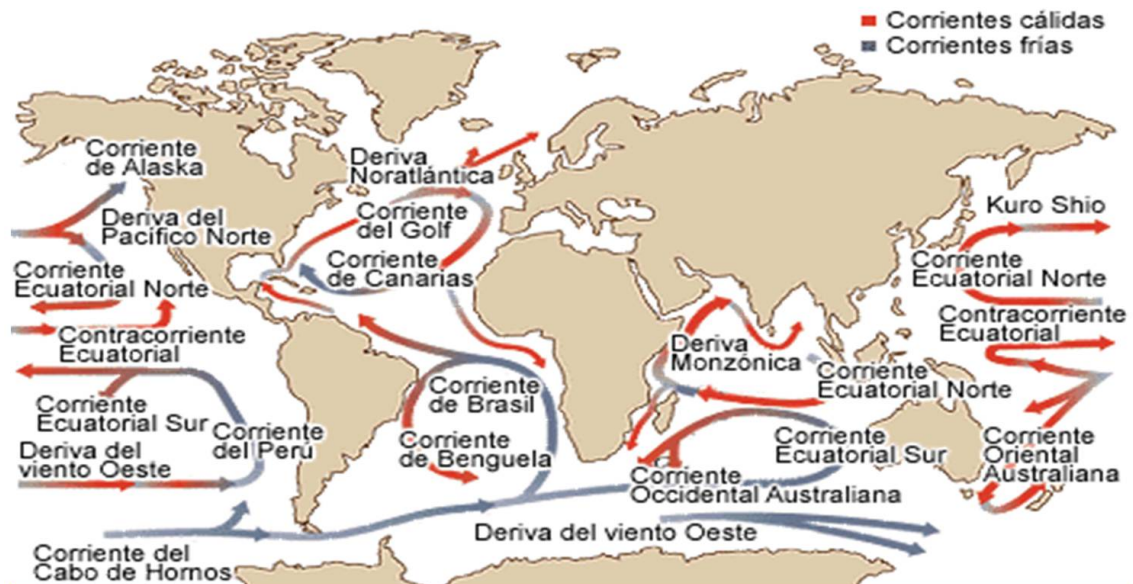 Corrientes cálidas
Corrientes frías
Corriente
de Alaska
Deriva
Noratlántica
Deriva del
Pacífico Norte
Corriente
del Golf
Kuro Shio
Corriente
Ecuatorial Norte
Corriente
de Canarias
Corriente
Ecuatorial Norte
Contracorriente
Ecuatorial
Contracorriente
Ecuatorial
Deriva
Monzónica
Corriente
Ecuatorial Norte
Corriente
Ecuatorial Sur
Corriente
de Brasil
Corriente
del Perú
Corriente
de Benguela
Corriente
Ecuatorial Sur
Corriente
Oriental
Australiana
Deriva del
viento Oeste
Corriente
Occidental Australiana
Deriva del viento Oeste
Corriente del
Cabo de Hornos